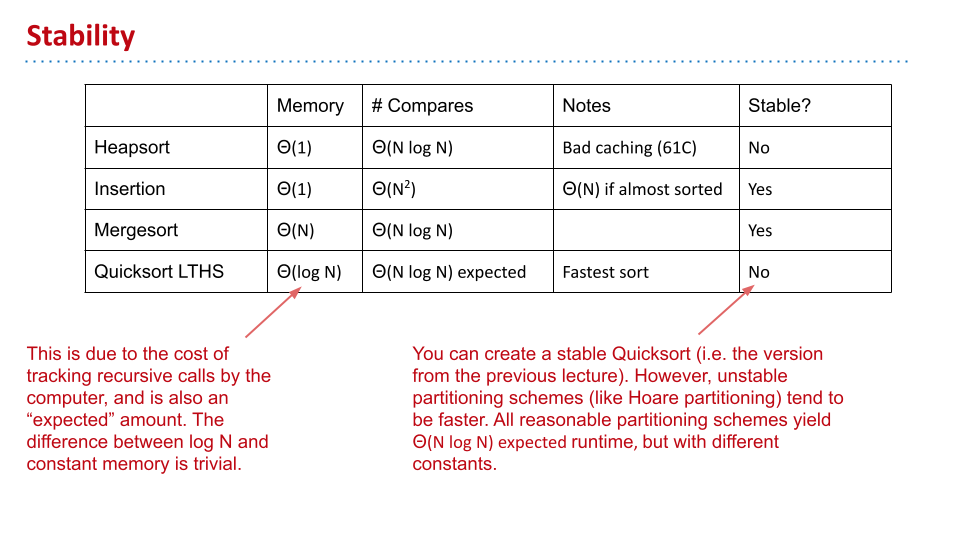 Stability
Memory # Compares Notes Stable?
Heapsort Θ(1) Θ(N log N) Bad caching (61C) No
Insertion Θ(1) Θ(N²) Θ(N) if almost sorted Yes
Mergesort Θ(N) Θ(N log N) Yes
Quicksort LTHS Θ(log N) Θ(N log N) expected Fastest sort No
This is due to the cost of
tracking recursive calls by the
computer, and is also an
“expected” amount. The
difference between log N and
constant memory is trivial.
You can create a stable Quicksort (i.e. the version
from the previous lecture). However, unstable
partitioning schemes (like Hoare partitioning) tend to
be faster. All reasonable partitioning schemes yield
Θ(N log N) expected runtime, but with different
constants.